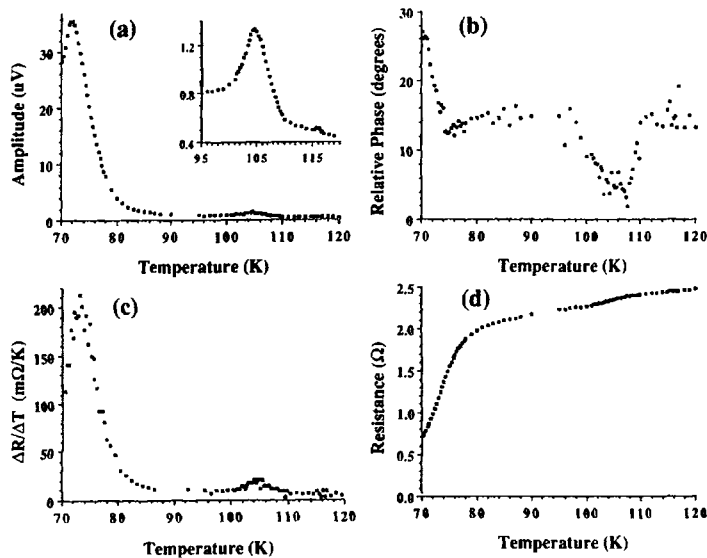 (a)
Amplitude (uV)
30
20
10
0
70 80 90 100 110 120
Temperature (K)
1.2
0.8
0.4
95 105 115
(b)
Relative Phase (degrees)
30
20
10
0
70 80 90 100 110 120
Temperature (K)
(c)
ΔR/ΔT (mΩ/K)
200
150
100
50
0
70 80 90 100 110 120
Temperature (K)
(d)
Resistance (Ω)
2.5
2.0
1.5
1.0
0.5
0.0
70 80 90 100 110 120
Temperature (K)